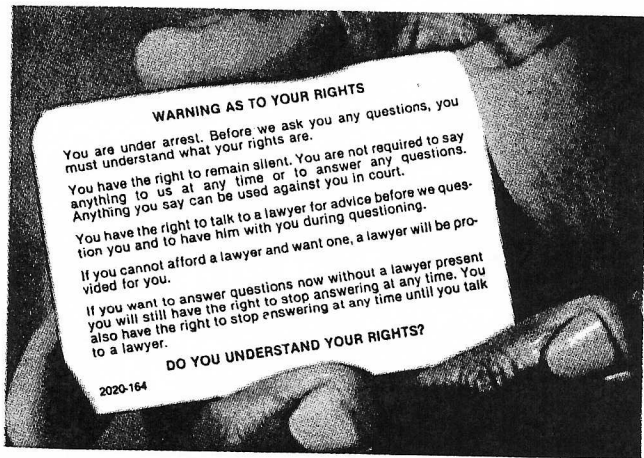 WARNING AS TO YOUR RIGHTS
You are under arrest. Before we ask you any questions, you
must understand what your rights are.
You have the right to remain silent. You are not required to say
anything to us at any time or to answer any questions.
Anything you say can be used against you in court.
You have the right to talk to a lawyer for advice before we ques-
tion you and to have him with you during questioning.
If you cannot afford a lawyer and want one, a lawyer will be pro-
vided for you.
If you want to answer questions now without a lawyer present
you will still have the right to stop answering at any time. You
also have the right to stop answering at any time until you talk
to a lawyer.
DO YOU UNDERSTAND YOUR RIGHTS?
2020-164